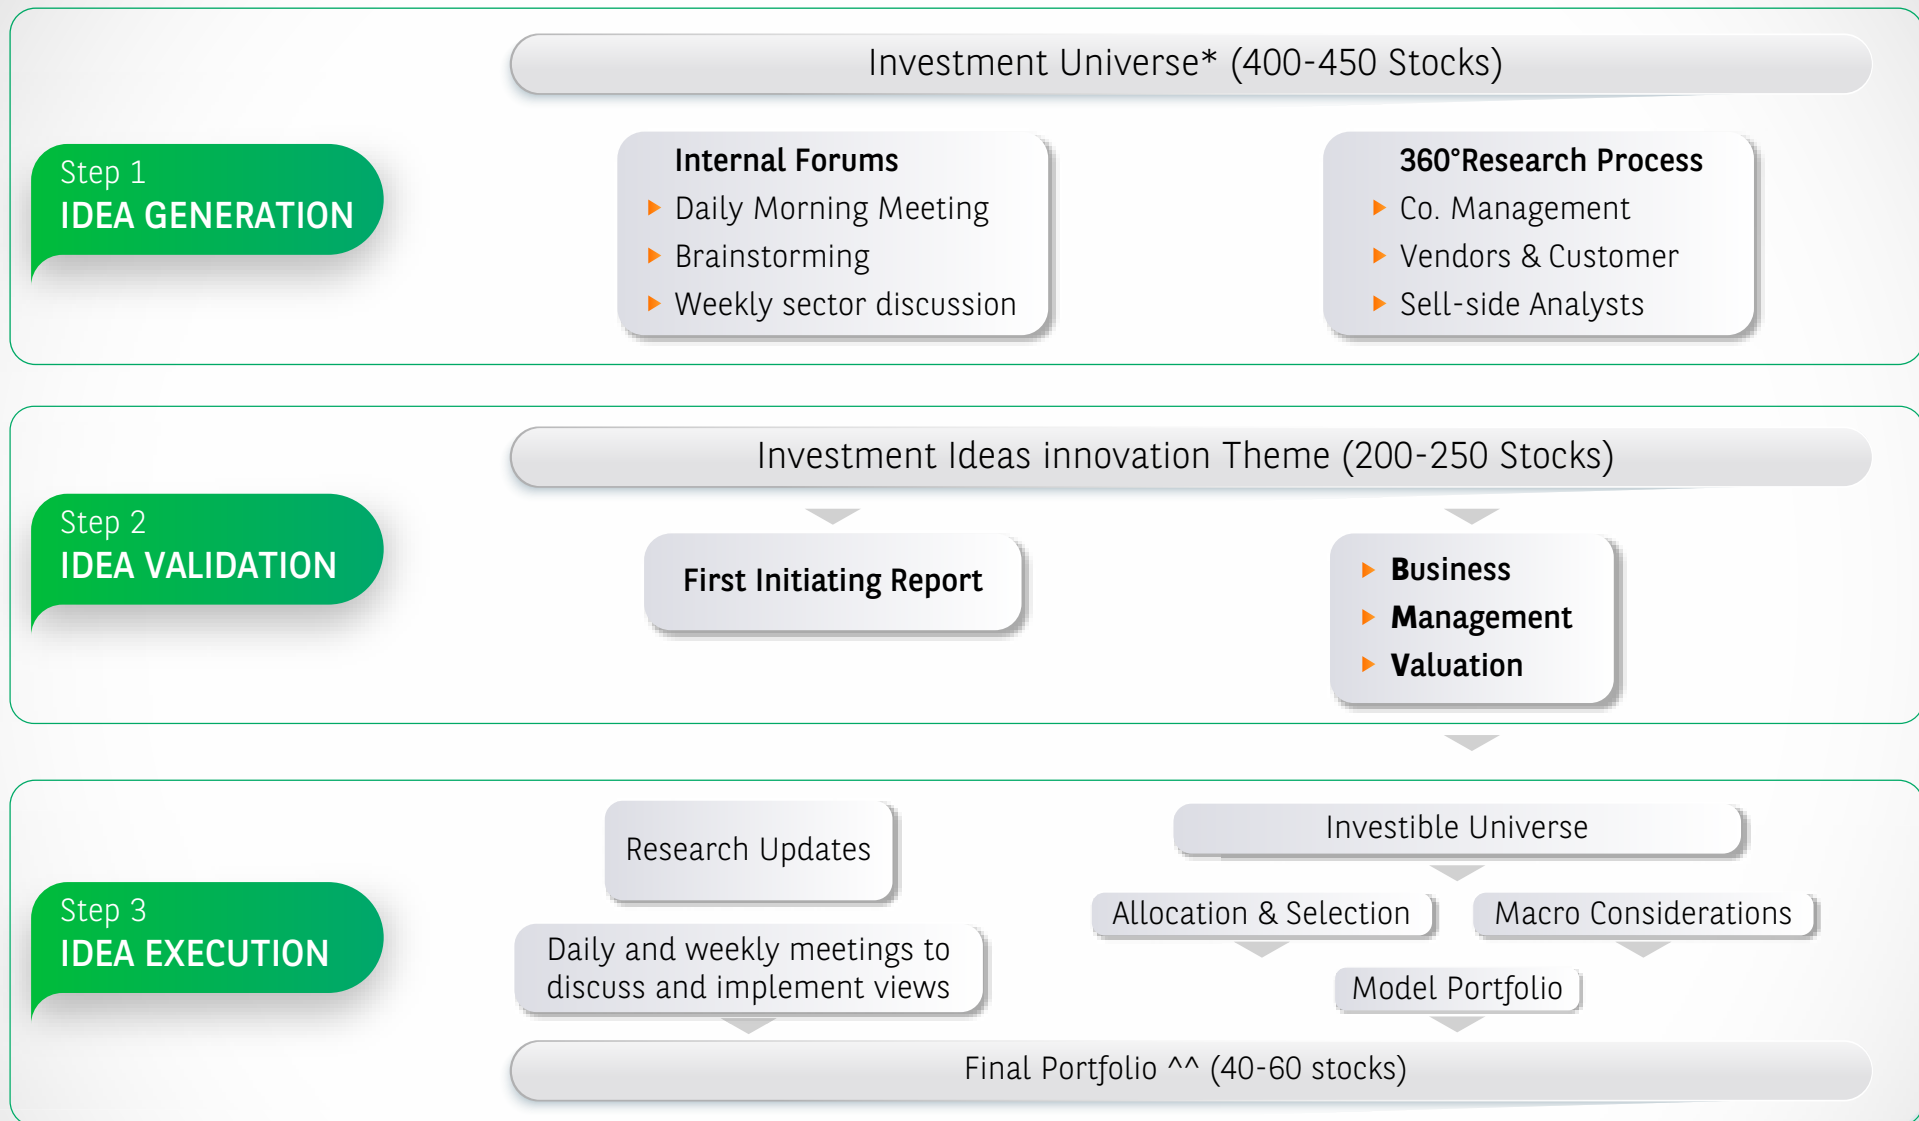 Investment Universe* (400-450 Stocks)
Step 1
IDEA GENERATION
Internal Forums
Daily Morning Meeting
Brainstorming
Weekly sector discussion
360°Research Process
Co. Management
Vendors & Customer
Sell-side Analysts
Investment Ideas innovation Theme (200-250 Stocks)
Step 2
IDEA VALIDATION
First Initiating Report
Business
Management
Valuation
Step 3
IDEA EXECUTION
Research Updates
Daily and weekly meetings to
discuss and implement views
Investible Universe
Allocation & Selection
Macro Considerations
Model Portfolio
Final Portfolio ^^ (40-60 stocks)